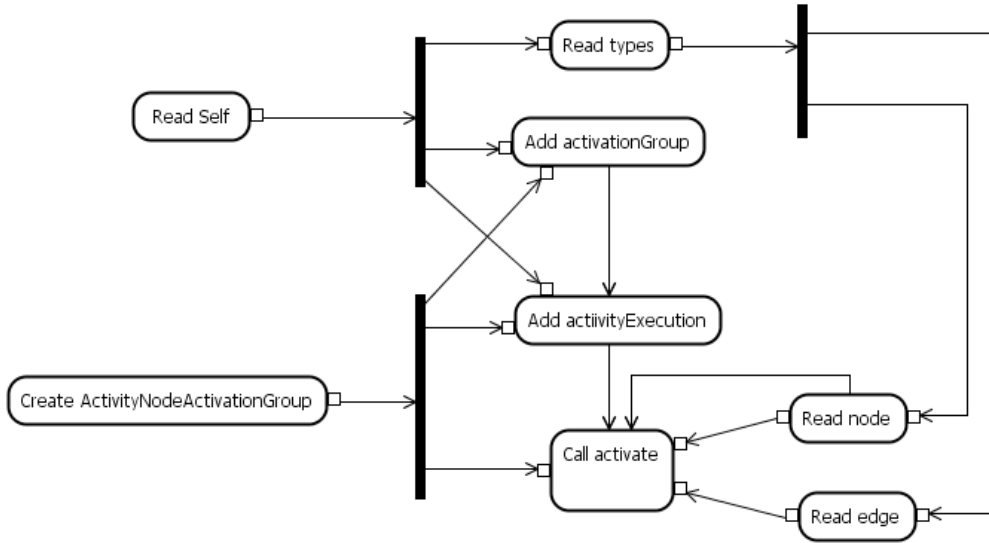 Read types
Read Self
Add activationGroup
Add actiivityExecution
Create ActivityNodeActivationGroup
Read node
Call activate
Read edge